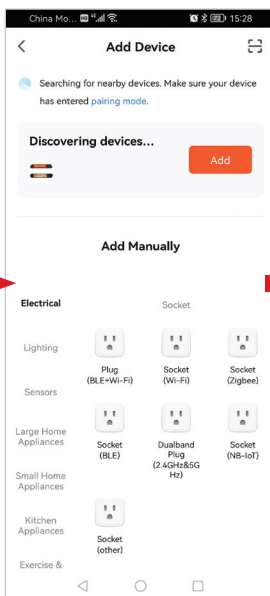 China Mo... HD 15:28
Add Device
Searching for nearby devices. Make sure your device
has entered pairing mode.
Discovering devices...
Add
Add Manually
Electrical
Socket
Lighting
Plug
(BLE+Wi-Fi)
Socket
(Wi-Fi)
Socket
(Zigbee)
Sensors
Large Home
Appliances
Socket
(BLE)
Dualband
Plug
(2.4GHz&5G
Hz)
Socket
(NB-IoT)
Small Home
Appliances
Kitchen
Appliances
Socket
(other)
Exercise &